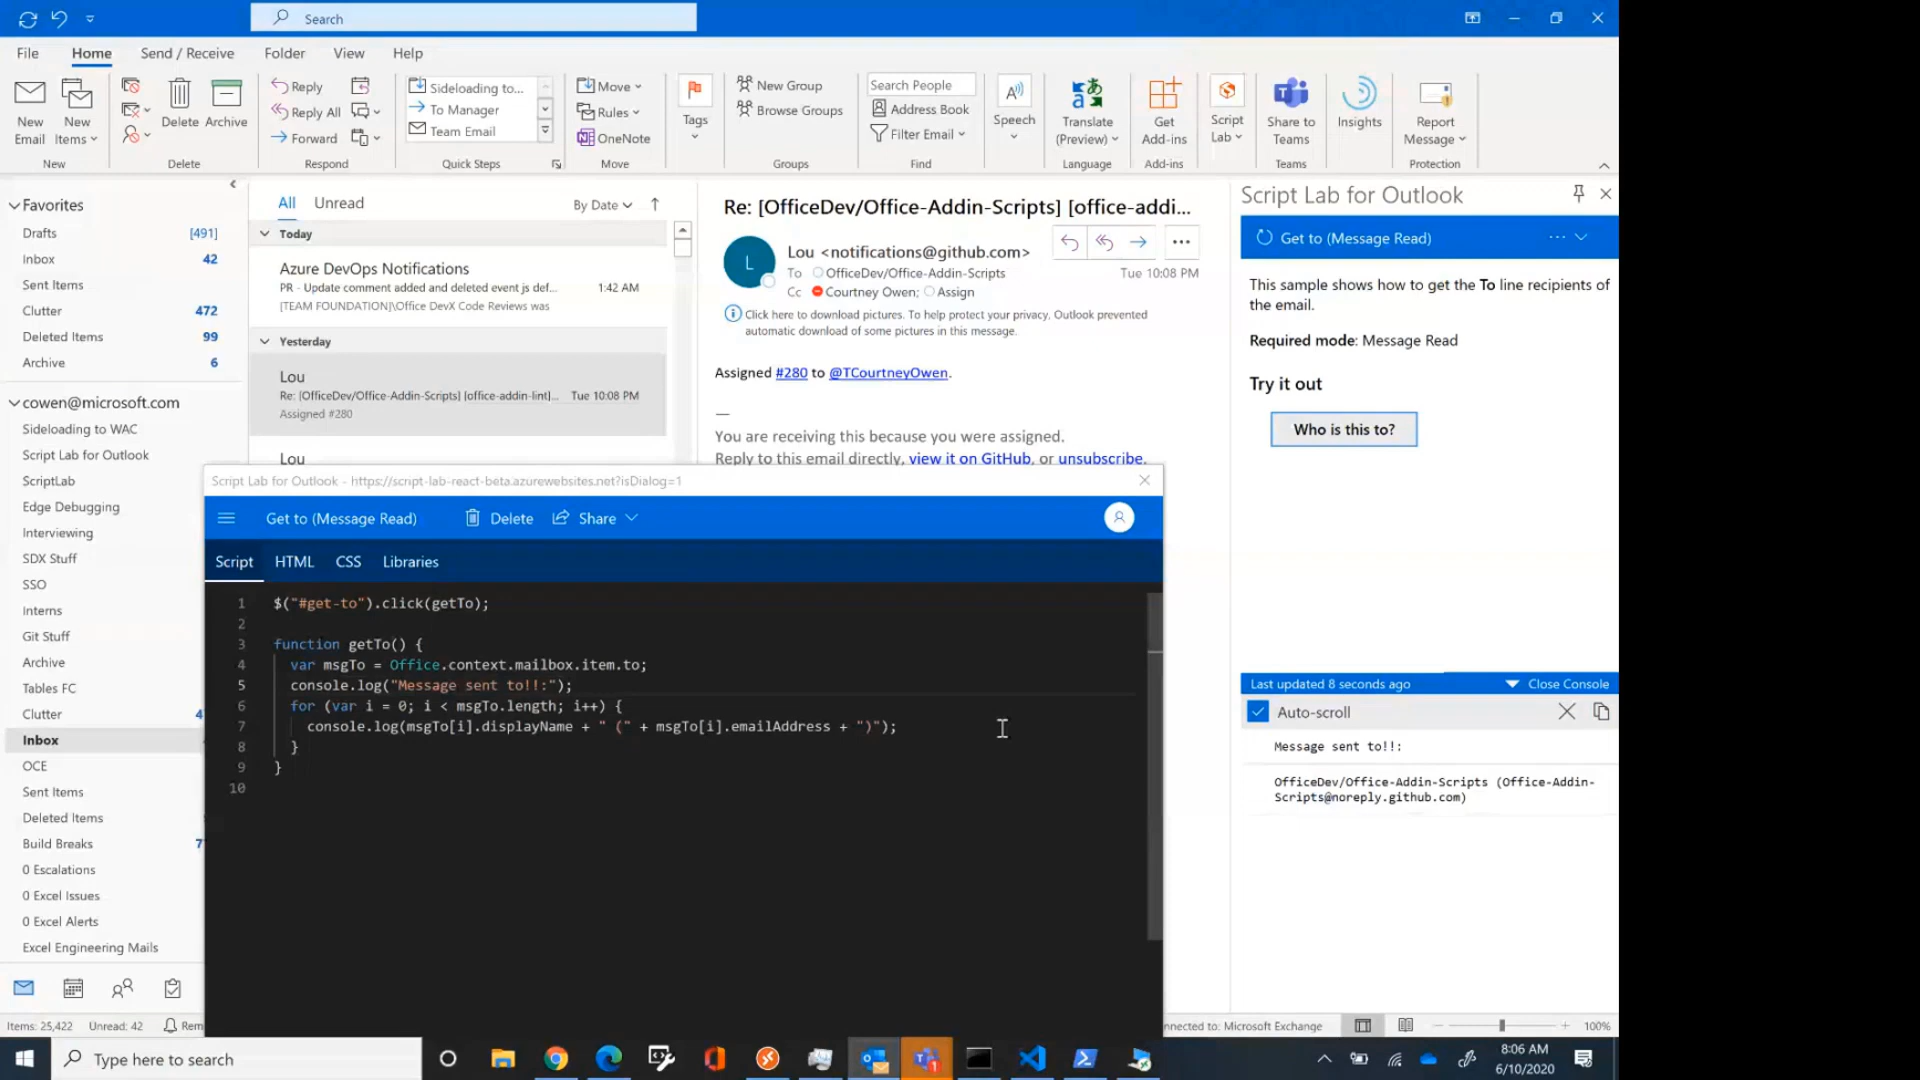 Search
File Home Send / Receive Folder View Help
New Email
New Items
New
Delete
Archive
Delete
Reply
Reply All
Forward
Respond
Sideloading to...
To Manager
Team Email
Quick Steps
Move
Rules
OneNote
Move
Tags
New Group
Browse Groups
Groups
Search People
Address Book
Filter Email
Find
Speech
Translate (Preview)
Language
Get Add-ins
Add-ins
Script Lab
Share to Teams
Teams
Insights
Report Message
Protection
Favorites
Drafts [491]
Inbox 42
Sent Items
Clutter 472
Deleted Items 99
Archive 6
cowen@microsoft.com
Sideloading to WAC
Script Lab for Outlook
ScriptLab
Edge Debugging
Interviewing
SDX Stuff
SSO
Interns
Git Stuff
Archive
Tables FC
Clutter 4
Inbox
OCE
Sent Items
Deleted Items
Build Breaks 7
0 Escalations
0 Excel Issues
0 Excel Alerts
Excel Engineering Mails
Items: 25,422 Unread: 42 Rem
All Unread By Date
Today
Azure DevOps Notifications
PR - Update comment added and deleted event js def... 1:42 AM
[TEAM FOUNDATION]\Office DevX Code Reviews was
Yesterday
Lou
Re: [OfficeDev/Office-Addin-Scripts] [office-addin-lint]... Tue 10:08 PM
Assigned #280
Lou
Re: [OfficeDev/Office-Addin-Scripts] [office-addi...
L
Lou <notifications@github.com>
To OfficeDev/Office-Addin-Scripts Tue 10:08 PM
Cc Courtney Owen; Assign
Click here to download pictures. To help protect your privacy, Outlook prevented
automatic download of some pictures in this message.
Assigned #280 to @TCourtneyOwen.
—
You are receiving this because you were assigned.
Reply to this email directly, view it on GitHub, or unsubscribe.
Script Lab for Outlook
Get to (Message Read)
This sample shows how to get the To line recipients of
the email.
Required mode: Message Read
Try it out
Who is this to?
Last updated 8 seconds ago Close Console
Auto-scroll
Message sent to!!:
OfficeDev/Office-Addin-Scripts (Office-Addin-
Scripts@noreply.github.com)
Script Lab for Outlook - https://script-lab-react-beta.azurewebsites.net?isDialog=1
Get to (Message Read) Delete Share
Script HTML CSS Libraries
1 $("#get-to").click(getTo);
2
3 function getTo() {
4 var msgTo = Office.context.mailbox.item.to;
5 console.log("Message sent to!!:");
6 for (var i = 0; i < msgTo.length; i++) {
7 console.log(msgTo[i].displayName + " (" + msgTo[i].emailAddress + ")");
8 }
9 }
10
nnected to: Microsoft Exchange 100%
Type here to search
8:06 AM
6/10/2020